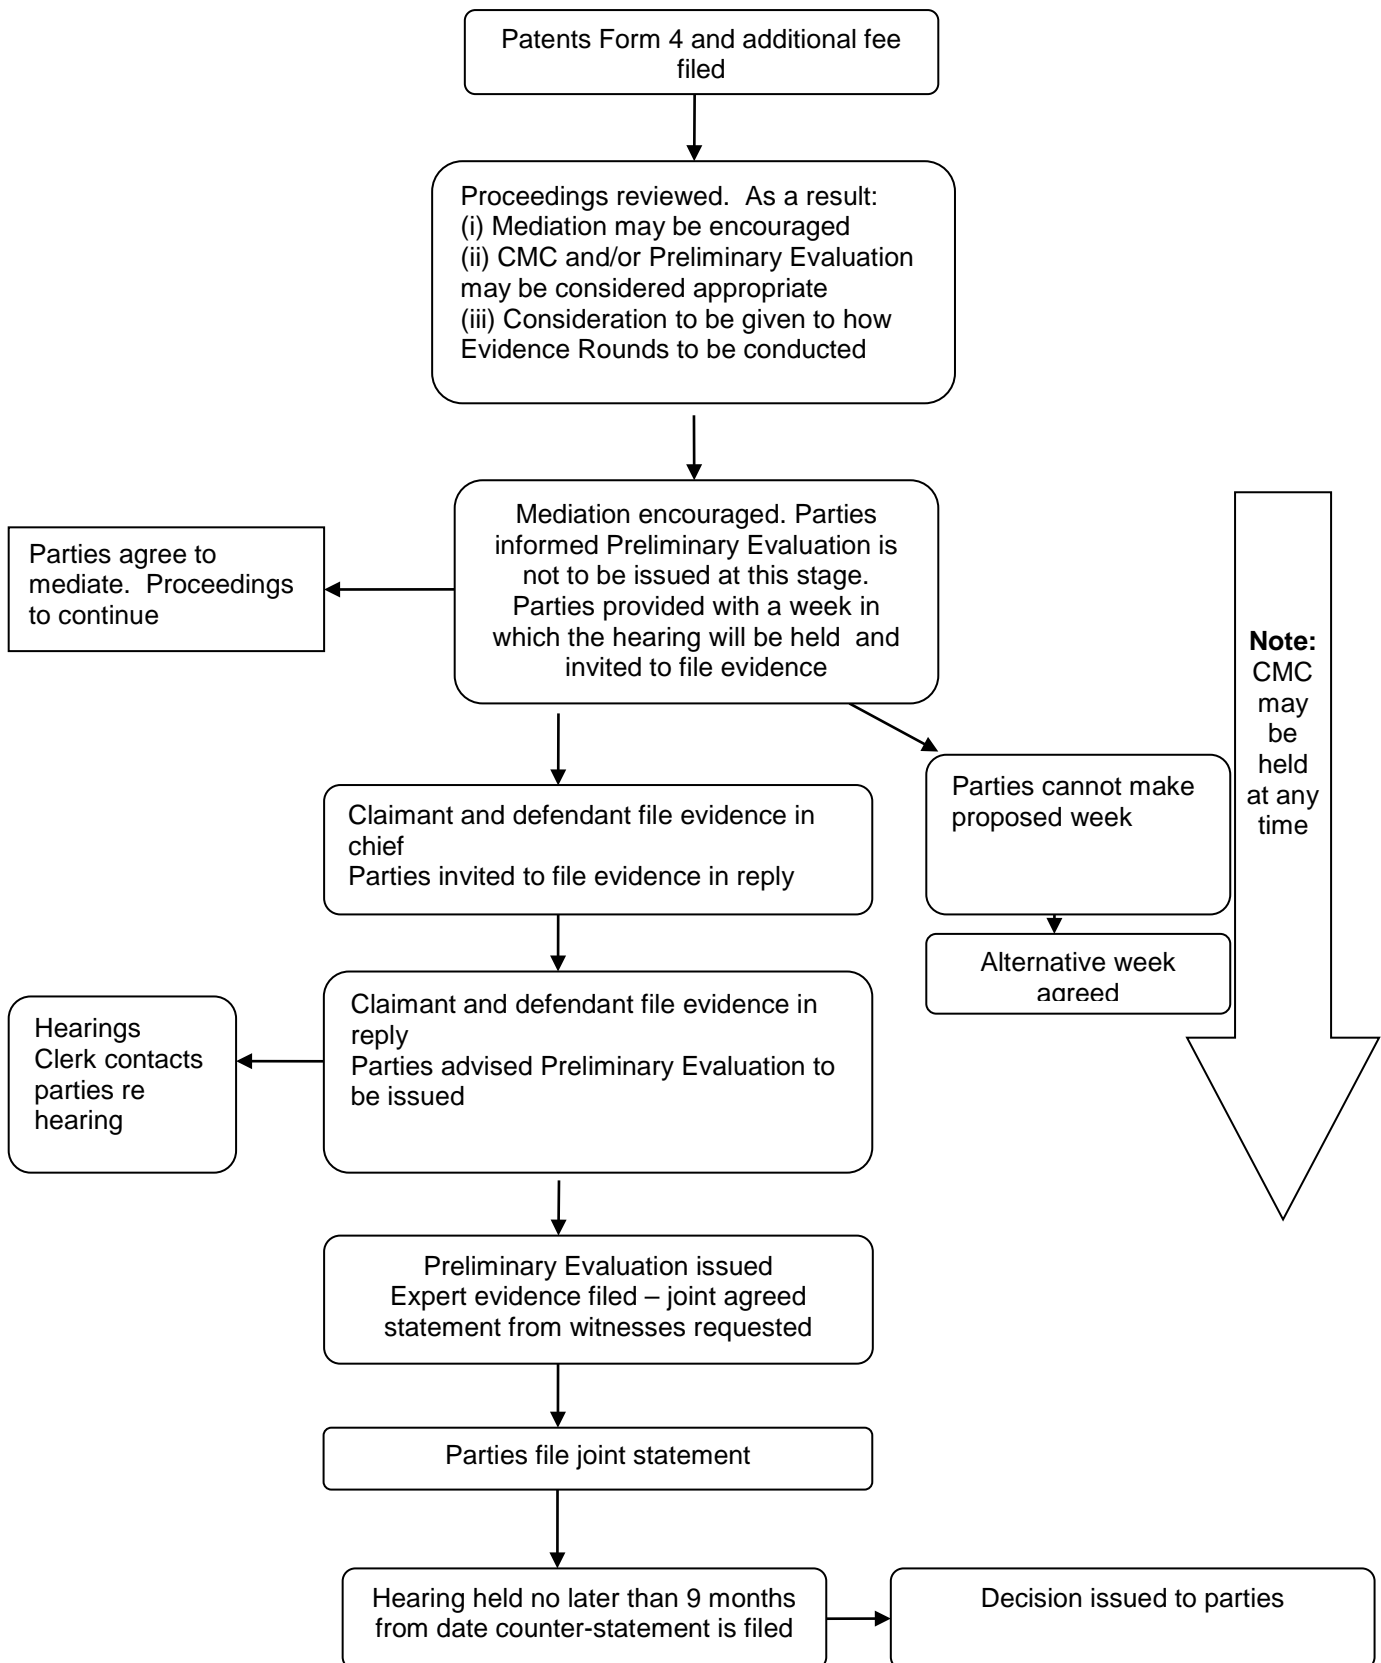 Patents Form 4 and additional fee
filed
Proceedings reviewed.  As a result:
(i) Mediation may be encouraged
(ii) CMC and/or Preliminary Evaluation
may be considered appropriate
(iii) Consideration to be given to how
Evidence Rounds to be conducted
Mediation encouraged. Parties
informed Preliminary Evaluation is
not to be issued at this stage.
Parties provided with a week in
which the hearing will be held  and
invited to file evidence
Parties agree to
mediate.  Proceedings
to continue
Note:
CMC
may
be
held
at any
time
Parties cannot make
proposed week
Claimant and defendant file evidence in
chief
Parties invited to file evidence in reply
Alternative week
agreed
Claimant and defendant file evidence in
reply
Parties advised Preliminary Evaluation to
be issued
Hearings
Clerk contacts
parties re
hearing
Preliminary Evaluation issued
Expert evidence filed – joint agreed
statement from witnesses requested
Parties file joint statement
Hearing held no later than 9 months
from date counter-statement is filed
Decision issued to parties